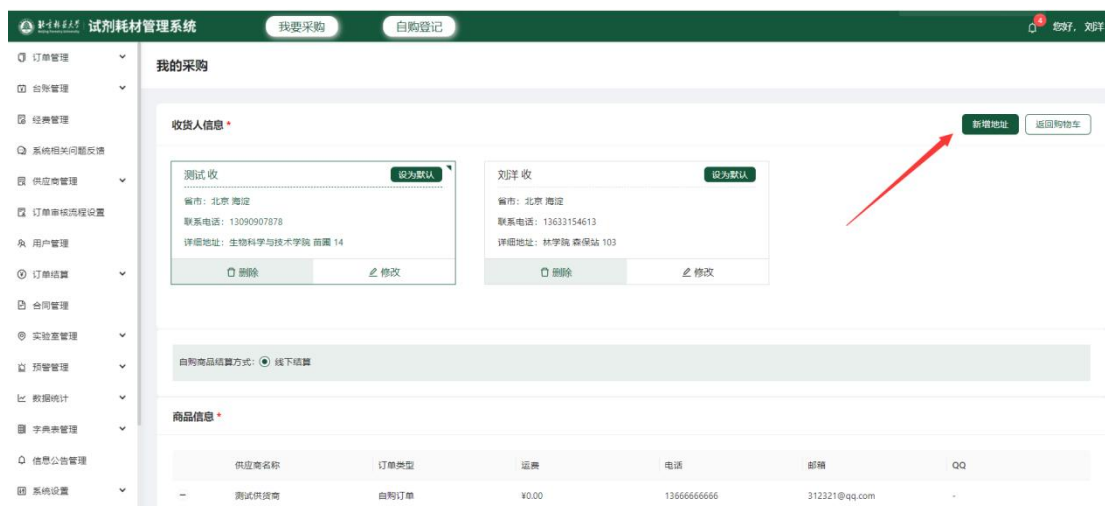 北京林业大学 试剂耗材管理系统
我要采购
自购登记
4
您好，刘洋
订单管理
台账管理
经费管理
系统相关问题反馈
供应商管理
订单审核流程设置
用户管理
订单结算
合同管理
实验室管理
预警管理
数据统计
字典表管理
信息公告管理
系统设置
我的采购
收货人信息 *
新增地址
返回购物车
测试 收
设为默认
省市：北京 海淀
联系电话：13090907878
详细地址：生物科学与技术学院 苗圃 14
删除
修改
刘洋 收
设为默认
省市：北京 海淀
联系电话：13633154613
详细地址：林学院 森保站 103
删除
修改
自购商品结算方式： 线下结算
商品信息 *
供应商名称 订单类型 运费 电话 邮箱 QQ
- 测试供货商 自购订单 ¥0.00 13666666666 312321@qq.com -